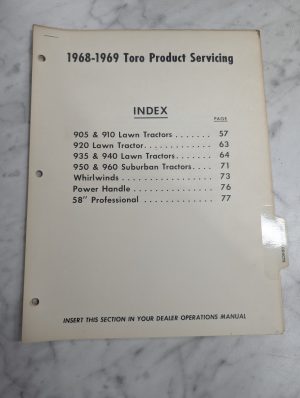 1968-1969 Toro Product Servicing
INDEX
PAGE
905 & 910 Lawn Tractors . . . . . . . 57
920 Lawn Tractor. . . . . . . . . . . . . 63
935 & 940 Lawn Tractors. . . . . . . 64
950 & 960 Suburban Tractors. . . . 71
Whirlwinds . . . . . . . . . . . . . . . . 73
Power Handle . . . . . . . . . . . . . . 76
58" Professional . . . . . . . . . . . . 77
INSERT THIS SECTION IN YOUR DEALER OPERATIONS MANUAL